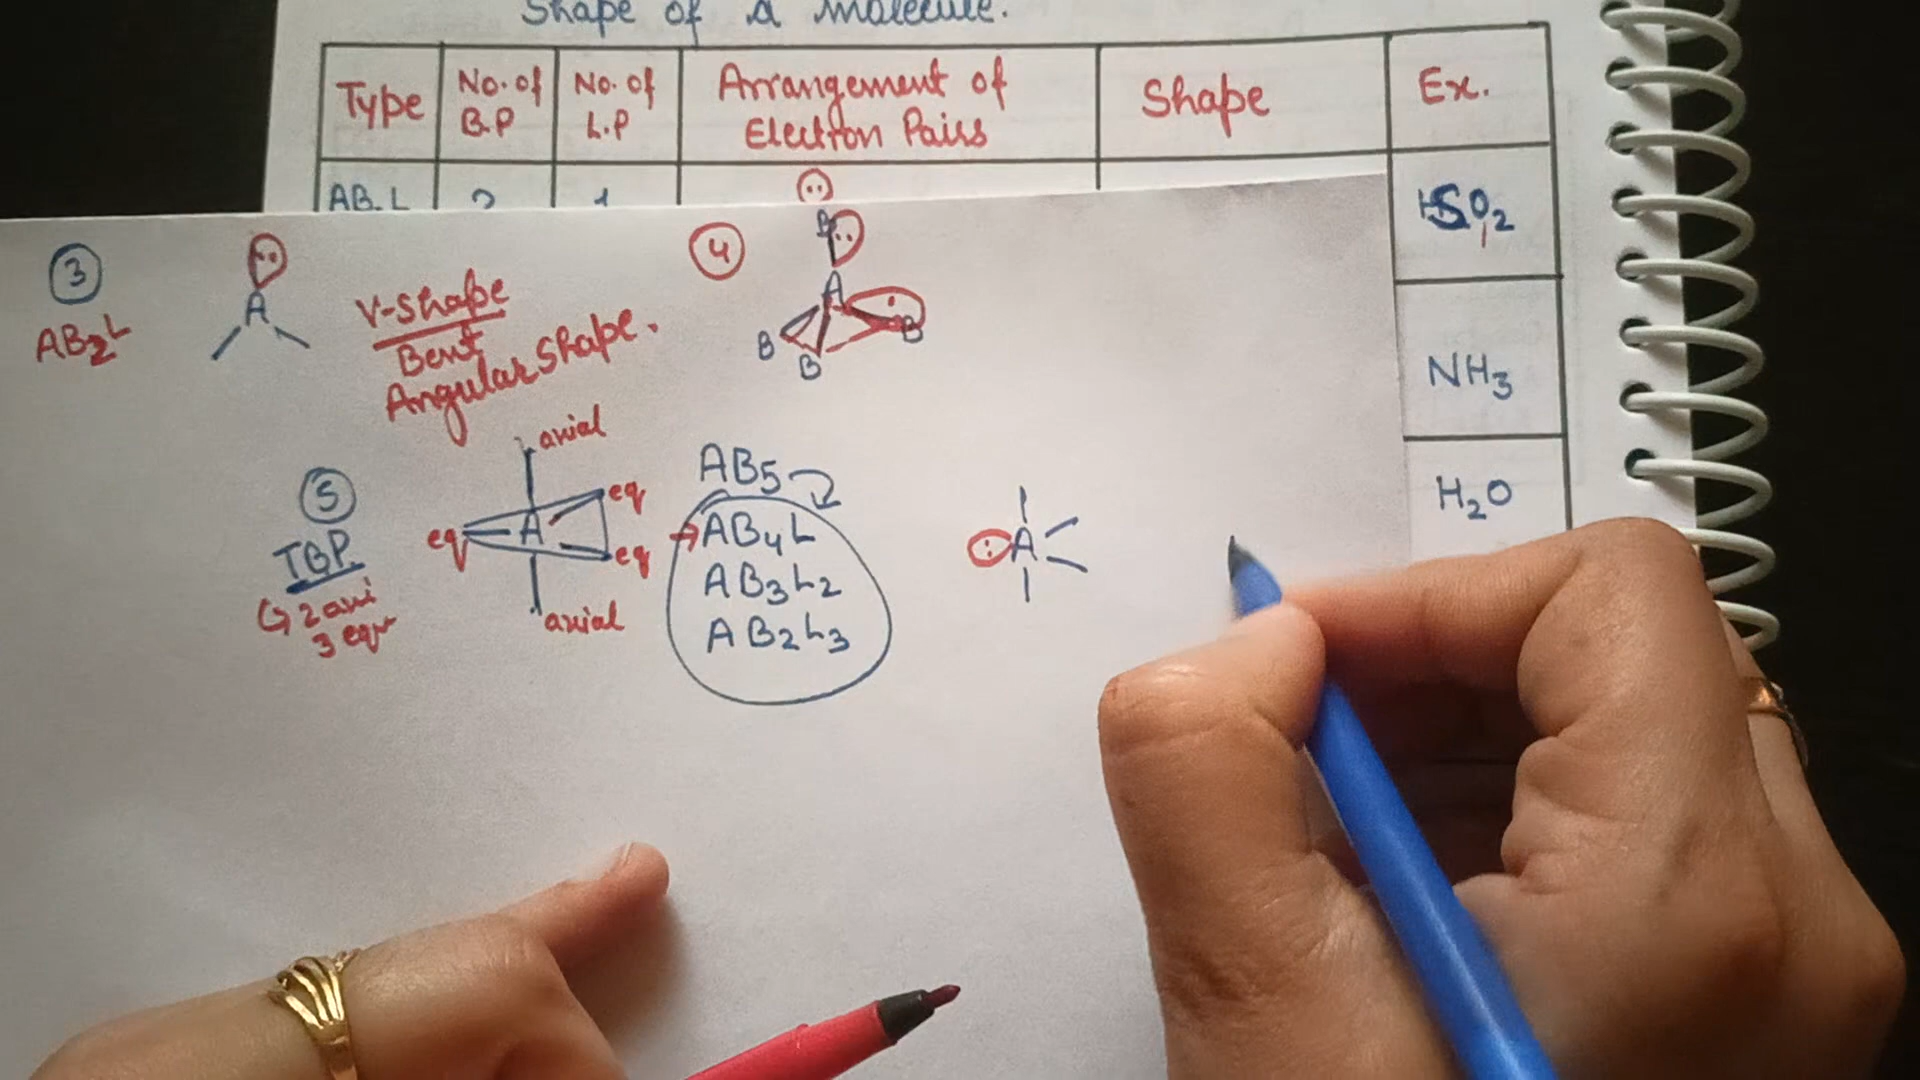 Shape of a Molecule.
Type
No. of B.P
No. of L.P
Arrangement of Electron Pairs
Shape
Ex.
AB2L
2
1
SO2
NH3
H2O
3
AB2L
A
V-shape
Bent
Angular Shape.
4
B
A
B
B
B
5
TBP.
2 axi
3 equ
axial
eq
A
eq
eq
axial
AB5
AB4L
AB3L2
AB2L3
A